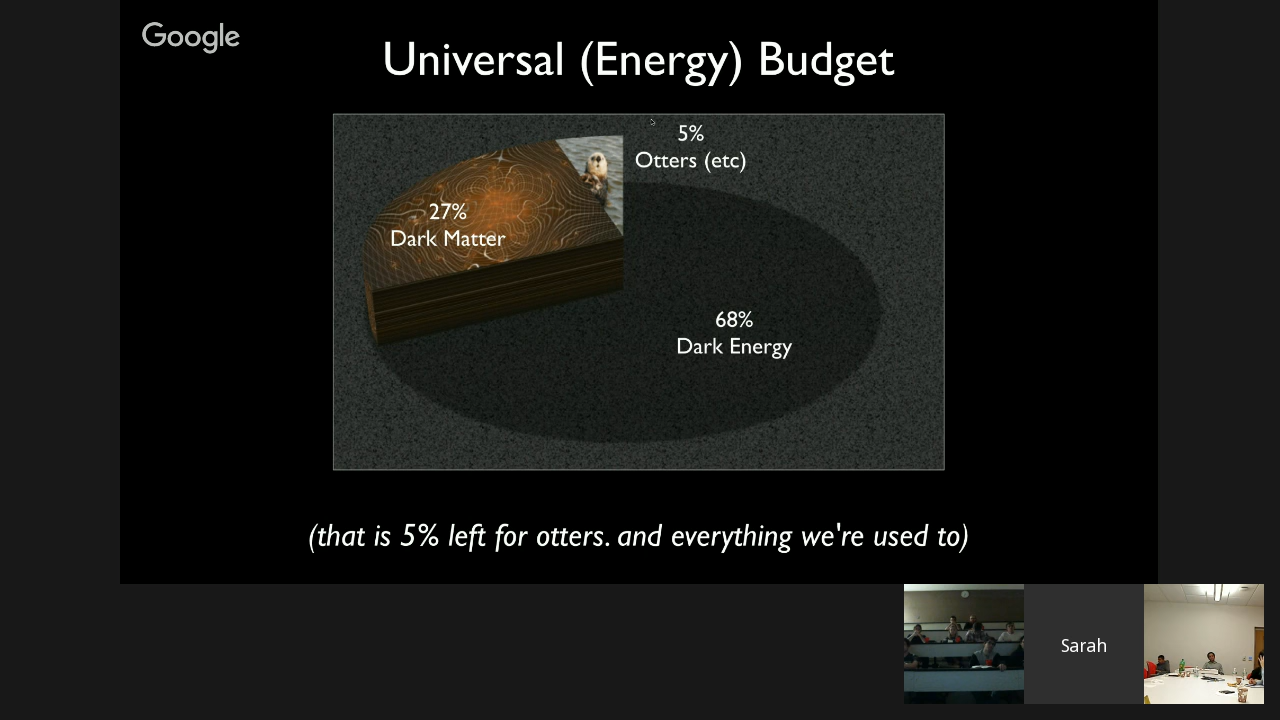 Google
Universal (Energy) Budget
5%
Otters (etc)
27%
Dark Matter
68%
Dark Energy
(that is 5% left for otters. and everything we're used to)
Sarah